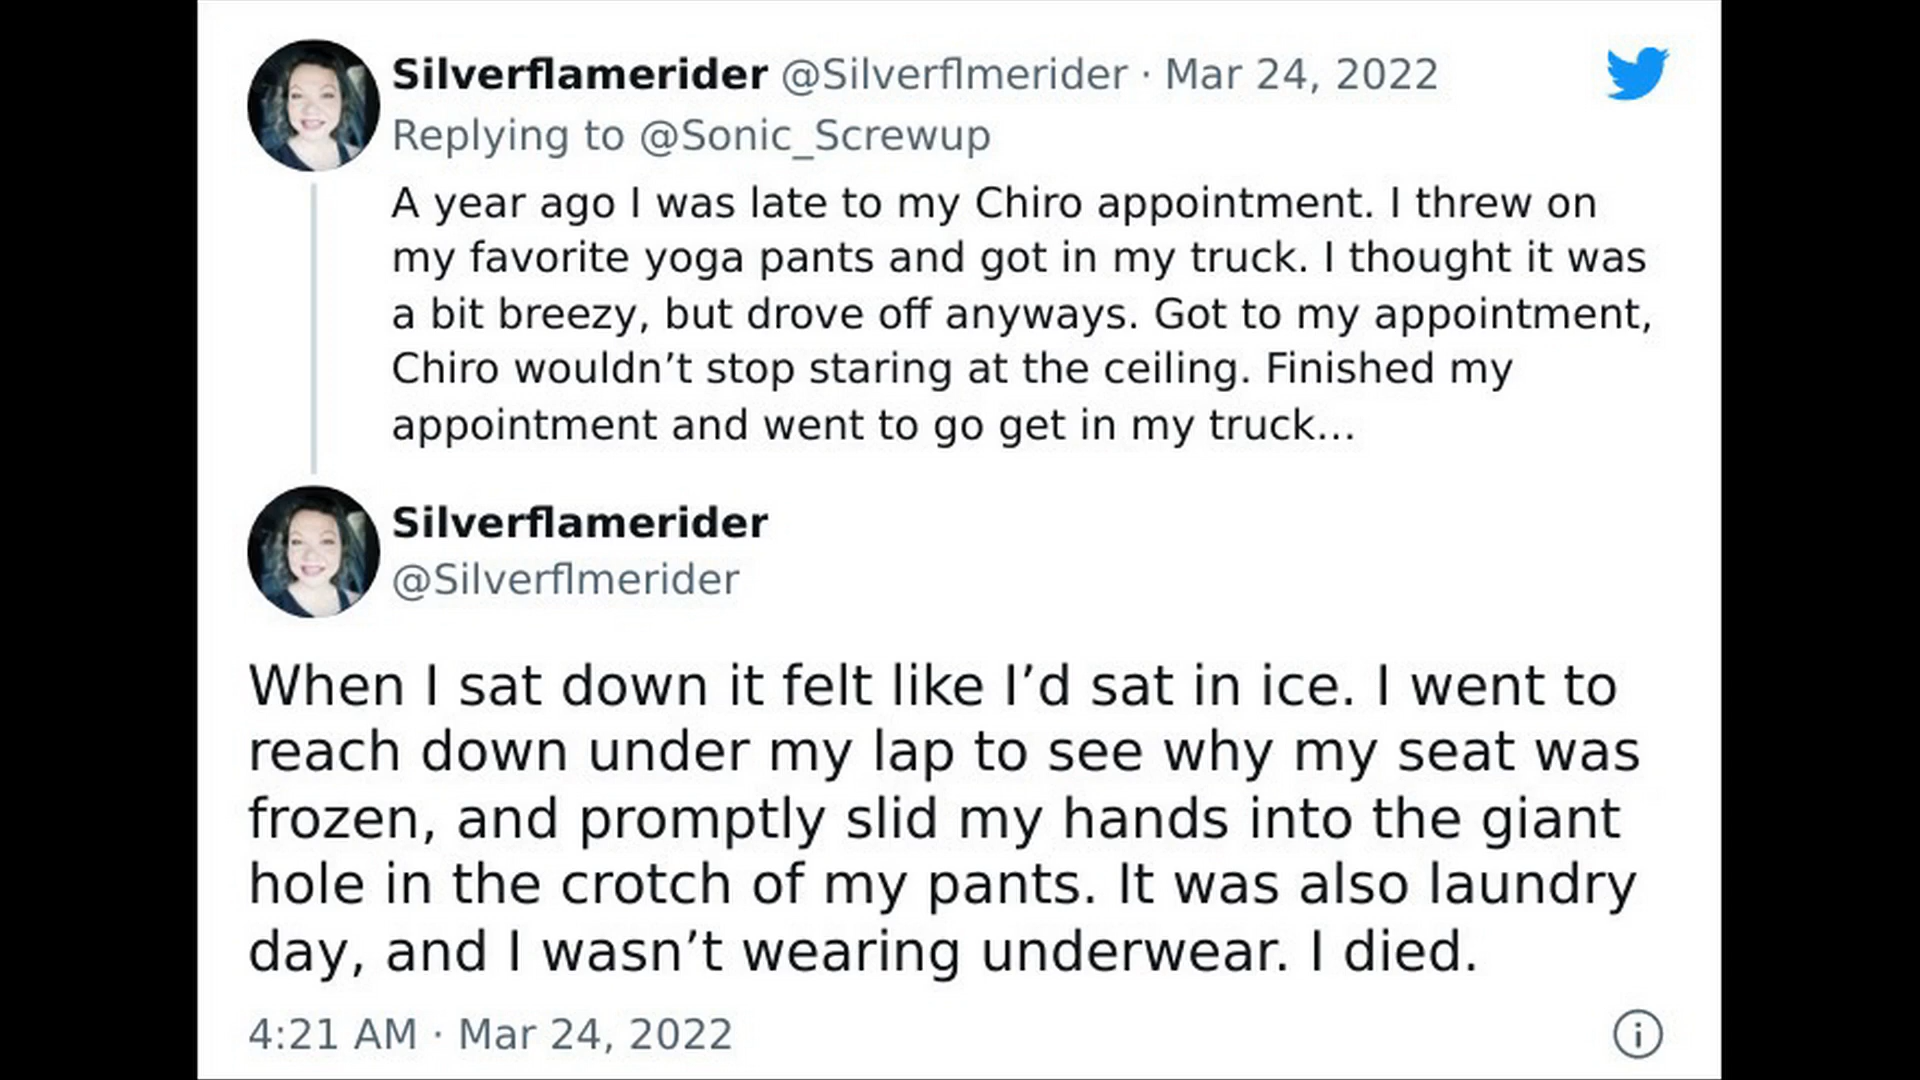 Silverflamerider @Silverflmerider · Mar 24, 2022
Replying to @Sonic_Screwup
A year ago I was late to my Chiro appointment. I threw on
my favorite yoga pants and got in my truck. I thought it was
a bit breezy, but drove off anyways. Got to my appointment,
Chiro wouldn’t stop staring at the ceiling. Finished my
appointment and went to go get in my truck…
Silverflamerider
@Silverflmerider
When I sat down it felt like I’d sat in ice. I went to
reach down under my lap to see why my seat was
frozen, and promptly slid my hands into the giant
hole in the crotch of my pants. It was also laundry
day, and I wasn’t wearing underwear. I died.
4:21 AM · Mar 24, 2022